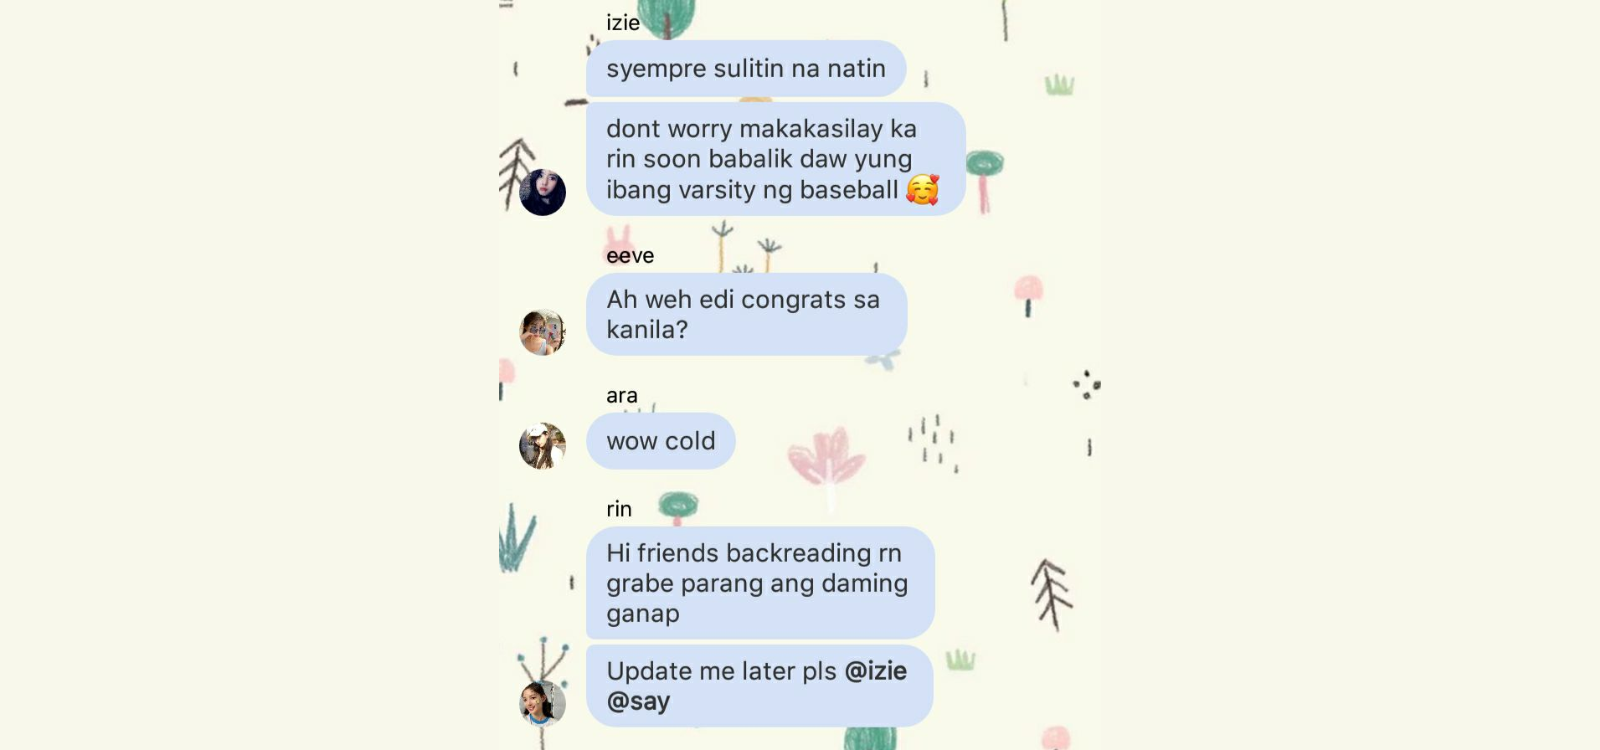 izie
syempre sulitin na natin
dont worry makakasilay ka
rin soon babalik daw yung
ibang varsity ng baseball 🥰
eeve
Ah weh edi congrats sa
kanila?
ara
wow cold
rin
Hi friends backreading rn
grabe parang ang daming
ganap
Update me later pls @izie
@say